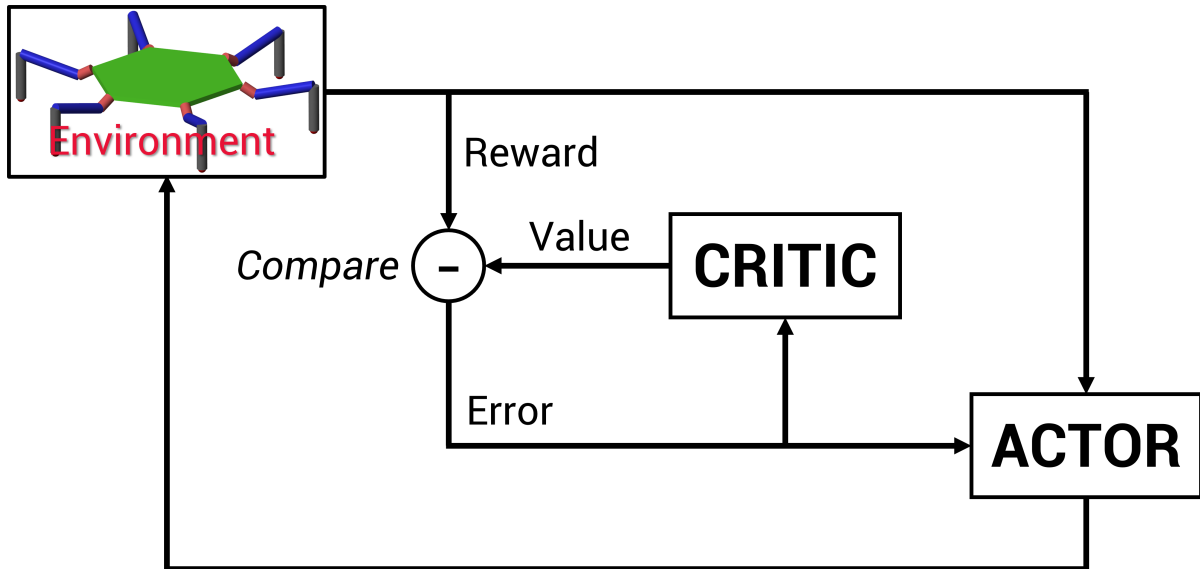 Environment
Reward
Value
CRITIC
Compare
-
Error
ACTOR